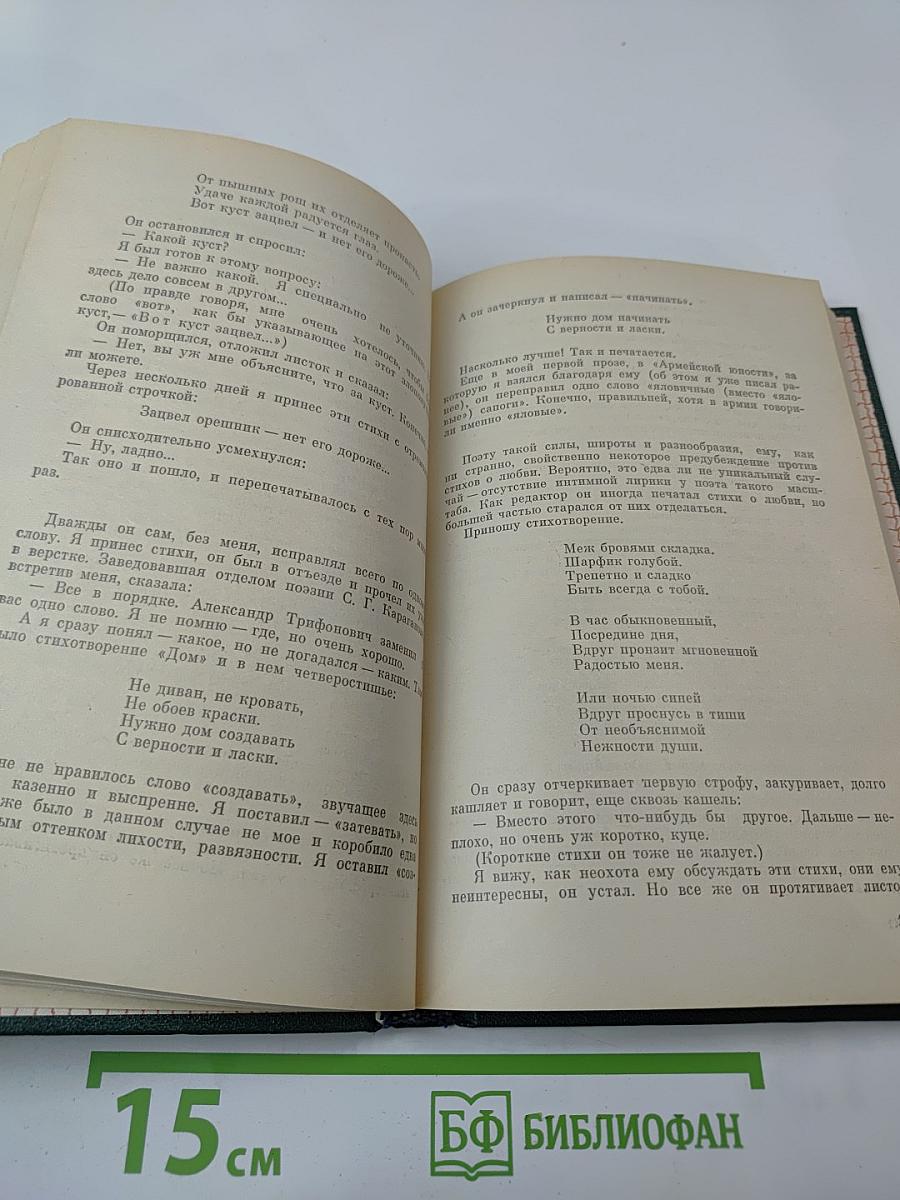 От пышных рощ их отделяет пропасть.
Удаче каждой радуется глаз.
Вот куст зацвел — и нет его дороже...
Он остановился и спросил:
— Какой куст?
Я был готов к этому вопросу:
— Не важно какой. Я специально не уточняю,
здесь дело совсем в другом...
(По правде говоря, мне очень хотелось, чтобы
слово «вот», как бы указывающее на этот
куст,— «Вот куст зацвел...»)
Он поморщился, отложил листок и сказал:
— Нет, вы уж мне объясните, что за куст. Конечно,
ли можете.
Через несколько дней я принес эти стихи с
рованной строчкой:
Зацвел орешник — нет его дороже...
Он снисходительно усмехнулся:
— Ну, ладно...
Так оно и пошло, и перепечатывалось с тех пор
раз.
Дважды он сам, без меня, исправлял всего по одному
слову. Я принес стихи, он был в отъезде и прочел их
в верстке. Заведовавшая отделом поэзии С. Г.
встретив меня, сказала:
— Все в порядке. Александр Трифонович заменил
вас одно слово. Я не помню — где, но очень хорошо.
А я сразу понял — какое, но не догадался — каким.
было стихотворение «Дом» и в нем четверостишье:
Не диван, не кровать,
Не обоев краски.
Нужно дом создавать
С верности и ласки.
не нравилось слово «создавать», звучащее здесь
казенно и выспренне. Я поставил — «затевать», но
же было в данном случае не мое и коробило едва
ым оттенком лихости, развязности. Я оставил «соз-
А он зачеркнул и написал — «начинать».
Нужно дом начинать
С верности и ласки.
Насколько лучше! Так и печатается.
Еще в моей первой прозе, в «Армейской юности», за
которую я взялся благодаря ему (об этом я уже писал ра-
нее), он переправил одно слово «яловичные (вместо «яло-
вые») сапоги». Конечно, правильней, хотя в армии говори-
ли именно «яловые».
Поэту такой силы, широты и разнообразия, ему, как
ни странно, свойственно некоторое предубеждение против
стихов о любви. Вероятно, это едва ли не уникальный слу-
чай — отсутствие интимной лирики у поэта такого масш-
таба. Как редактор он иногда печатал стихи о любви, но
большей частью старался от них отделаться.
Приношу стихотворение.
Меж бровями складка.
Шарфик голубой.
Трепетно и сладко
Быть всегда с тобой.
В час обыкновенный,
Посредине дня,
Вдруг пронзит мгновенной
Радостью меня.
Или ночью синей
Вдруг проснусь в тиши
От необъяснимой
Нежности души.
Он сразу отчеркивает первую строфу, закуривает, долго
кашляет и говорит, еще сквозь кашель:
— Вместо этого что-нибудь бы другое. Дальше — не-
плохо, но очень уж коротко, куце.
(Короткие стихи он тоже не жалует.)
Я вижу, как неохота ему обсуждать эти стихи, они ему
неинтересны, он устал. Но все же он протягивает листо
15 см
БФ БИБЛИОФАН